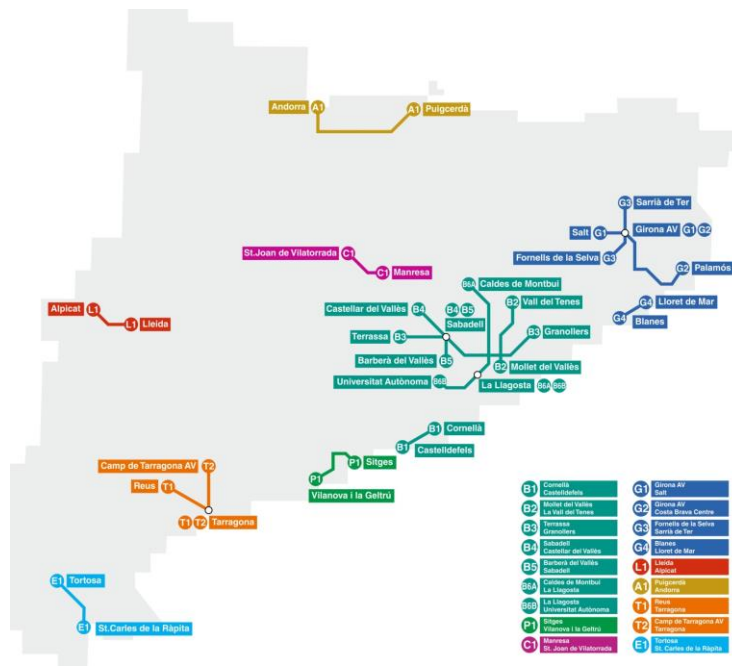 Andorra A1
A1 Puigcerdà
G3 Sarrià de Ter
Salt G1
Girona AV G1 G2
St.Joan de Vilatorrada C1
Fornells de la Selva G3
G2 Palamós
C1 Manresa
B6A Caldes de Montbui
Alpicat L1
Castellar del Vallès B4
B4 B5
B2 Vall del Tenes
G4 Lloret de Mar
L1 Lleida
Sabadell
G4 Blanes
Terrassa B3
B3 Granollers
Barberà del Vallès B5
B2 Mollet del Vallès
Universitat Autònoma B6B
La Llagosta B6A B6B
B1 Cornellà
B1 Castelldefels
Camp de Tarragona AV T2
P1 Sitges
Reus T1
P1
Vilanova i la Geltrú
T1 T2 Tarragona
E1 Tortosa
E1 St.Carles de la Ràpita
B1 Cornellà
Castelldefels
B2 Mollet del Vallès
La Vall del Tenes
B3 Terrassa
Granollers
B4 Sabadell
Castellar del Vallès
B5 Barberà del Vallès
Sabadell
B6A Caldes de Montbui
La Llagosta
B6B La Llagosta
Universitat Autònoma
P1 Sitges
Vilanova i la Geltrú
C1 Manresa
St. Joan de Vilatorrada
G1 Girona AV
Salt
G2 Girona AV
Costa Brava Centre
G3 Fornells de la Selva
Sarrià de Ter
G4 Blanes
Lloret de Mar
L1 Lleida
Alpicat
A1 Puigcerdà
Andorra
T1 Reus
Tarragona
T2 Camp de Tarragona AV
Tarragona
E1 Tortosa
St. Carles de la Ràpita